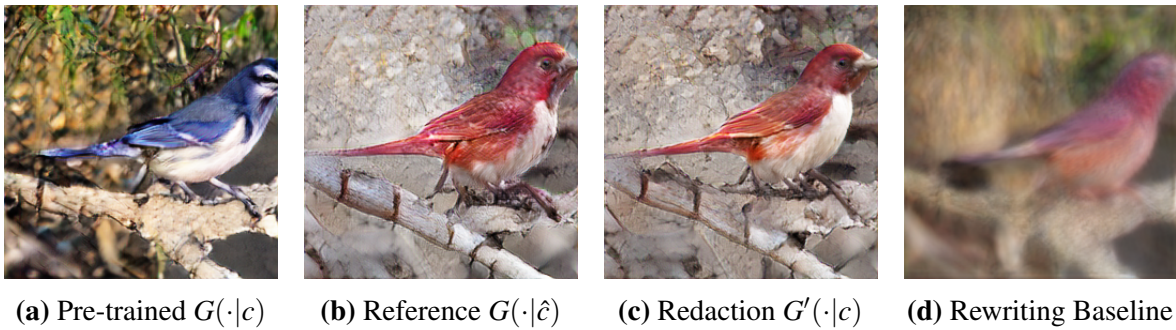 (a) Pre-trained G(·|c)
(b) Reference G(·|ĉ)
(c) Redaction G′(·|c)
(d) Rewriting Baseline